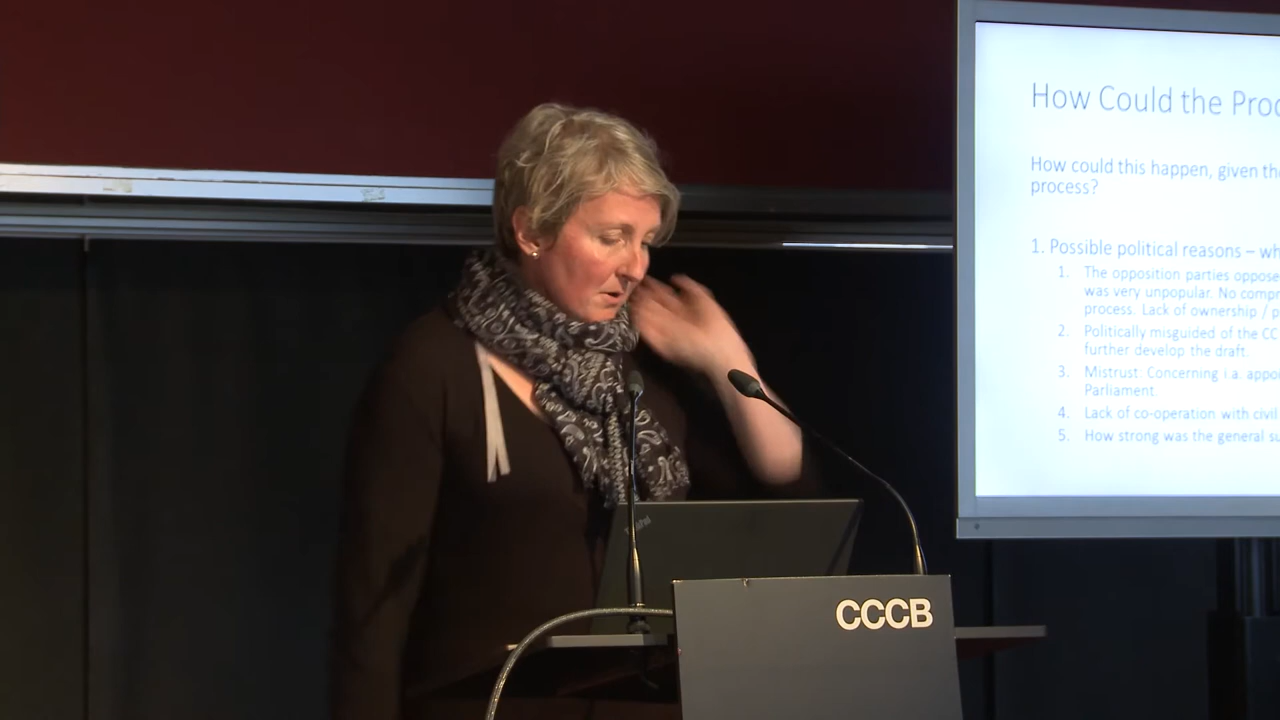 How Could the Proc
How could this happen, given the
process?
1. Possible political reasons – wh
1. The opposition parties oppose
was very unpopular. No compr
process. Lack of ownership / p
2. Politically misguided of the CC
further develop the draft.
3. Mistrust: Concerning i.a. appoi
Parliament.
4. Lack of co-operation with civil
5. How strong was the general su
CCCB